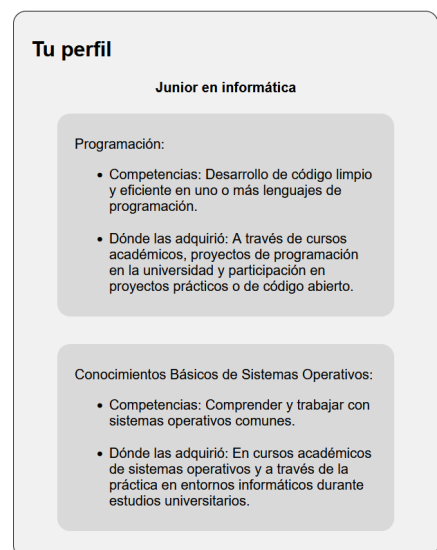 Tu perfil
Junior en informática
Programación:
• Competencias: Desarrollo de código limpio
y eficiente en uno o más lenguajes de
programación.
• Dónde las adquirió: A través de cursos
académicos, proyectos de programación
en la universidad y participación en
proyectos prácticos o de código abierto.
Conocimientos Básicos de Sistemas Operativos:
• Competencias: Comprender y trabajar con
sistemas operativos comunes.
• Dónde las adquirió: En cursos académicos
de sistemas operativos y a través de la
práctica en entornos informáticos durante
estudios universitarios.